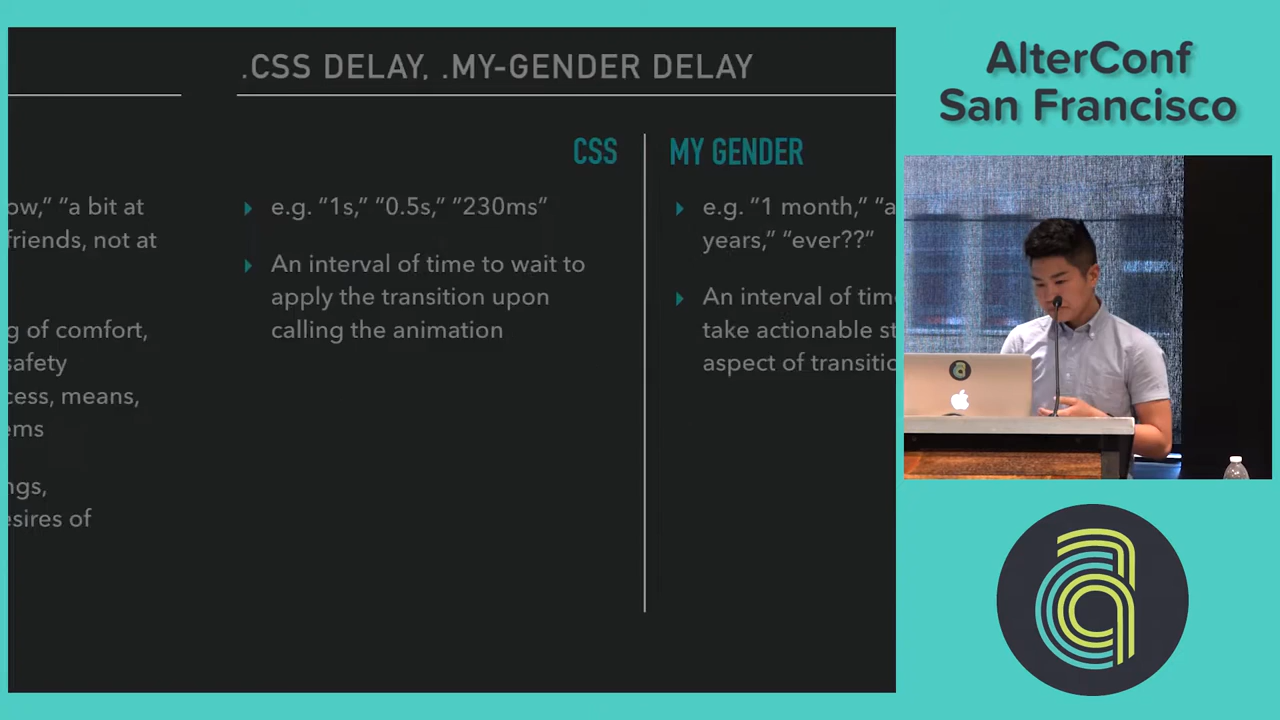 .CSS DELAY, .MY-GENDER DELAY
ow," "a bit at
friends, not at
g of comfort,
safety
cess, means,
ems
ngs,
esires of
CSS
e.g. "1s," "0.5s," "230ms"
An interval of time to wait to
apply the transition upon
calling the animation
MY GENDER
e.g. "1 month," "a
years," "ever??"
An interval of time
take actionable st
aspect of transitio
AlterConf
San Francisco